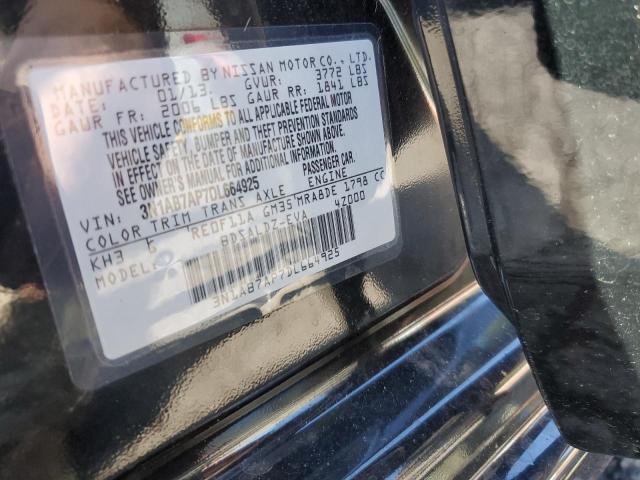 MANUFACTURED BY NISSAN MOTOR CO., LTD.
DATE: 01/13. GVWR: 3772 LBS
GAWR FR: 2006 LBS GAWR RR: 1841 LBS
THIS VEHICLE CONFORMS TO ALL APPLICABLE FEDERAL MOTOR
VEHICLE SAFETY, BUMPER AND THEFT PREVENTION STANDARDS
IN EFFECT ON THE DATE OF MANUFACTURE SHOWN ABOVE.
SEE OWNER'S MANUAL FOR ADDITIONAL INFORMATION.
VIN: 3N1AB7AP7DL664925 PASSENGER CAR.
COLOR TRIM TRANS AXLE ENGINE
KH3 G RE0F11A GM35 MRA8DE 1798 CC
MODEL: BDSALDZ-EVA 4Z000
3N1AB7AP7DL664925